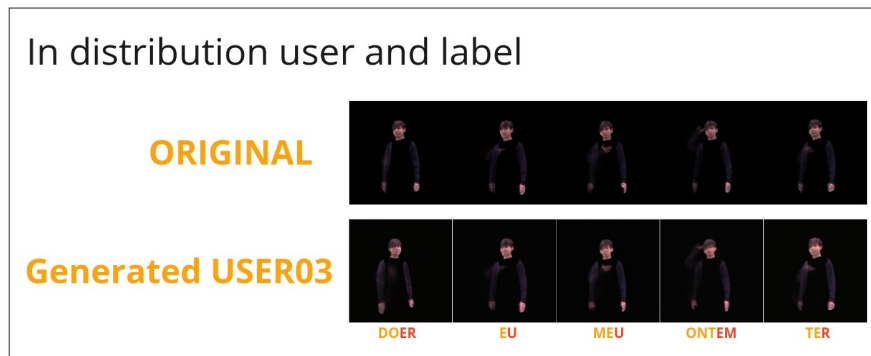 In distribution user and label
ORIGINAL
Generated USER03
DOER EU MEU ONTEM TER